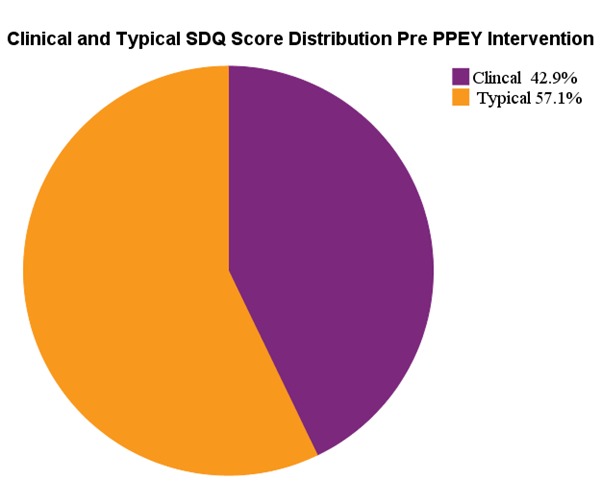 Clinical and Typical SDQ Score Distribution Pre PPEY Intervention
Clincal 42.9%
Typical 57.1%